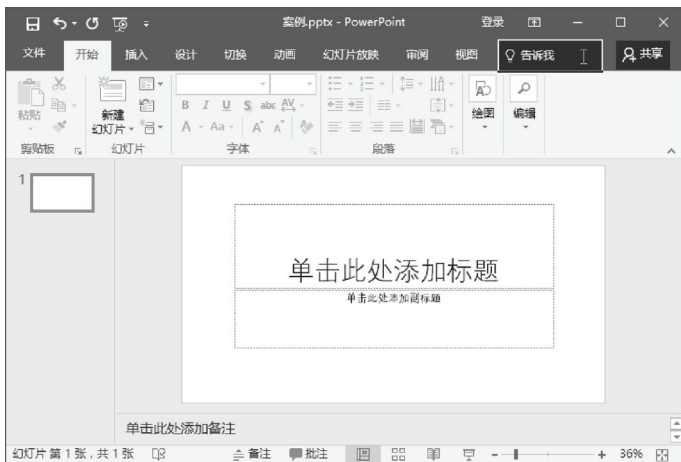 案例.pptx - PowerPoint 登录
文件 开始 插入 设计 切换 动画 幻灯片放映 审阅 视图 告诉我 共享
粘贴 新建 幻灯片 B I U S abc AV A Aa A A 绘图 编辑
剪贴板 幻灯片 字体 段落
1
单击此处添加标题
单击此处添加副标题
单击此处添加备注
幻灯片 第 1 张，共 1 张 备注 批注 36%